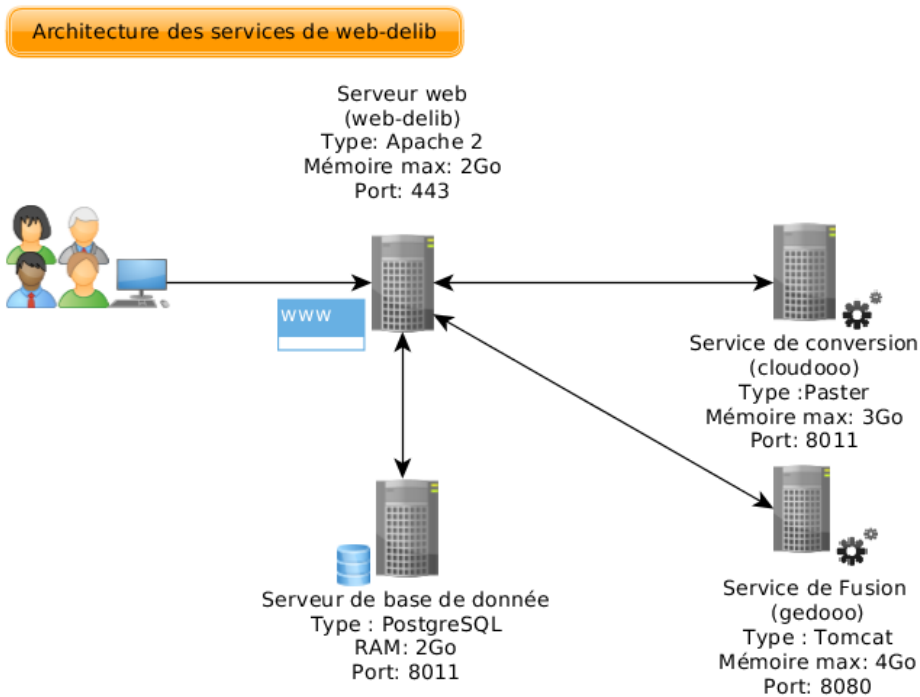 Architecture des services de web-delib
Serveur web
(web-delib)
Type: Apache 2
Mémoire max: 2Go
Port: 443
www
Service de conversion
(cloudooo)
Type :Paster
Mémoire max: 3Go
Port: 8011
Serveur de base de donnée
Type : PostgreSQL
RAM: 2Go
Port: 8011
Service de Fusion
(gedooo)
Type : Tomcat
Mémoire max: 4Go
Port: 8080